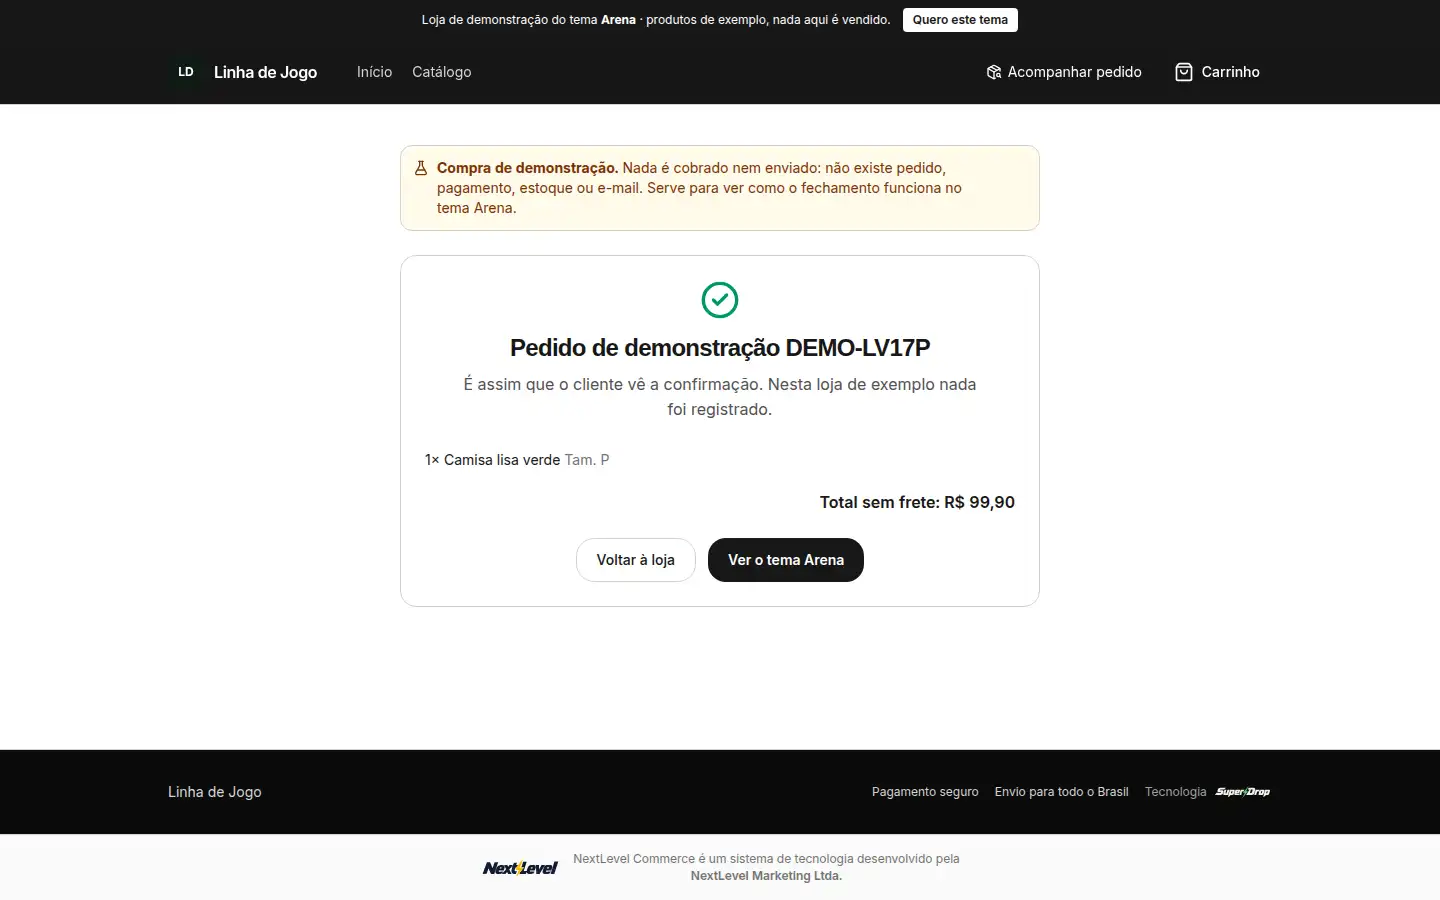 Loja de demonstração do tema Arena · produtos de exemplo, nada aqui é vendido. Quero este tema
LD Linha de Jogo Início Catálogo Acompanhar pedido Carrinho
Compra de demonstração. Nada é cobrado nem enviado: não existe pedido,
pagamento, estoque ou e-mail. Serve para ver como o fechamento funciona no
tema Arena.
Pedido de demonstração DEMO-LV17P
É assim que o cliente vê a confirmação. Nesta loja de exemplo nada
foi registrado.
1× Camisa lisa verde Tam. P
Total sem frete: R$ 99,90
Voltar à loja Ver o tema Arena
Linha de Jogo Pagamento seguro Envio para todo o Brasil Tecnologia SuperDrop
NextLevel NextLevel Commerce é um sistema de tecnologia desenvolvido pela
NextLevel Marketing Ltda.